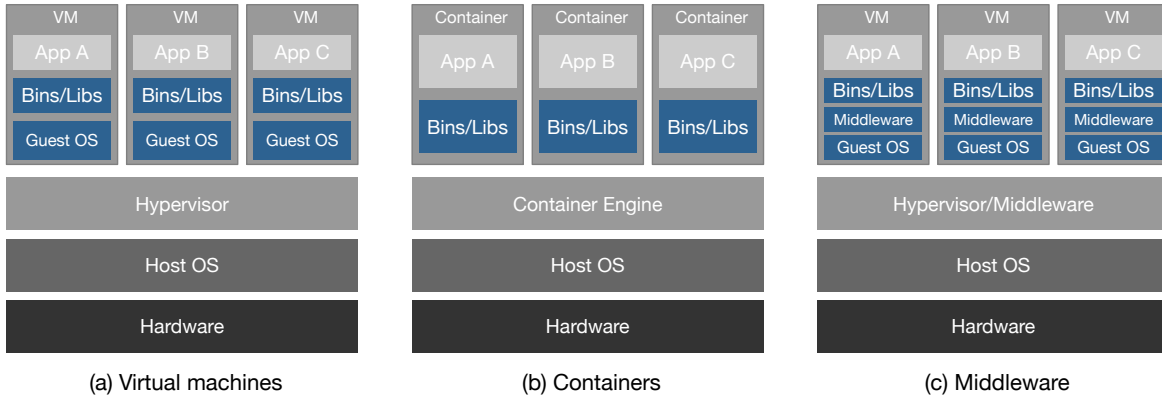 VM
App A
Bins/Libs
Guest OS
VM
App B
Bins/Libs
Guest OS
VM
App C
Bins/Libs
Guest OS
Hypervisor
Host OS
Hardware
(a) Virtual machines
Container
App A
Bins/Libs
Container
App B
Bins/Libs
Container
App C
Bins/Libs
Container Engine
Host OS
Hardware
(b) Containers
VM
App A
Bins/Libs
Middleware
Guest OS
VM
App B
Bins/Libs
Middleware
Guest OS
VM
App C
Bins/Libs
Middleware
Guest OS
Hypervisor/Middleware
Host OS
Hardware
(c) Middleware